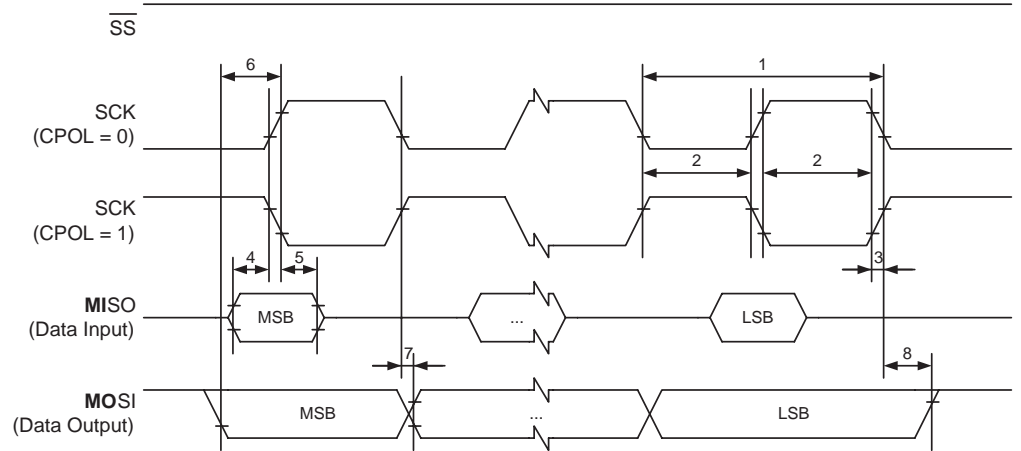 SS
6
1
SCK
(CPOL = 0)
2
2
SCK
(CPOL = 1)
4
5
3
MISO
(Data Input)
MSB
...
LSB
7
8
MOSI
(Data Output)
MSB
...
LSB